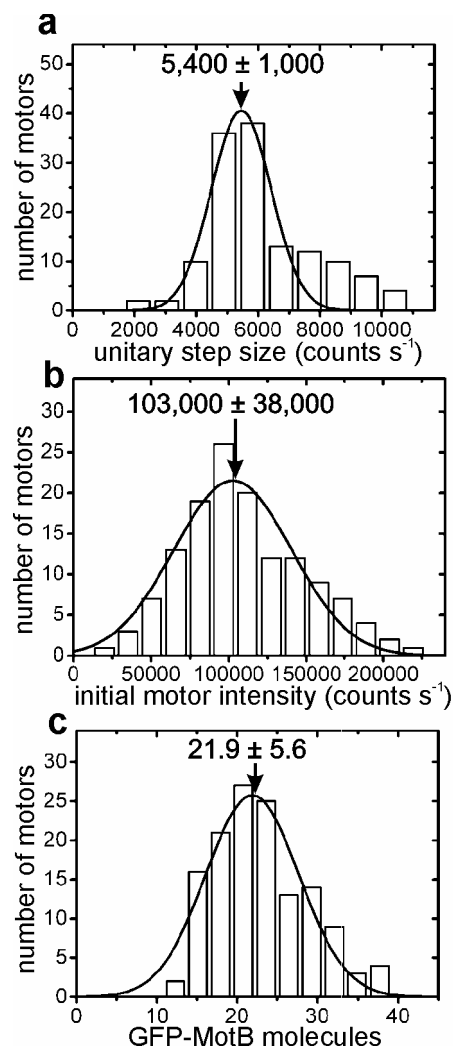 a
5,400 ± 1,000
50
40
30
20
10
0
number of motors
0 2000 4000 6000 8000 10000
unitary step size (counts s⁻¹)
b
103,000 ± 38,000
30
25
20
15
10
5
0
number of motors
0 50000 100000 150000 200000
initial motor intensity (counts s⁻¹)
c
21.9 ± 5.6
30
25
20
15
10
5
0
number of motors
0 10 20 30 40
GFP-MotB molecules